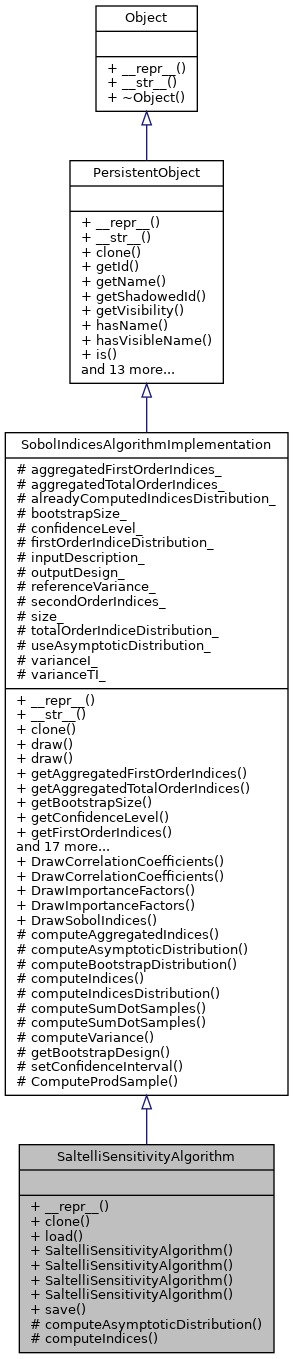 Object
+ __repr__()
+ __str__()
+ ~Object()
PersistentObject
+ __repr__()
+ __str__()
+ clone()
+ getId()
+ getName()
+ getShadowedId()
+ getVisibility()
+ hasName()
+ hasVisibleName()
+ is()
and 13 more...
SobolIndicesAlgorithmImplementation
# aggregatedFirstOrderIndices_
# aggregatedTotalOrderIndices_
# alreadyComputedIndicesDistribution_
# bootstrapSize_
# confidenceLevel_
# firstOrderIndiceDistribution_
# inputDescription_
# outputDesign_
# referenceVariance_
# secondOrderIndices_
# size_
# totalOrderIndiceDistribution_
# useAsymptoticDistribution_
# varianceI_
# varianceTI_
+ __repr__()
+ __str__()
+ clone()
+ draw()
+ draw()
+ getAggregatedFirstOrderIndices()
+ getAggregatedTotalOrderIndices()
+ getBootstrapSize()
+ getConfidenceLevel()
+ getFirstOrderIndices()
and 17 more...
+ DrawCorrelationCoefficients()
+ DrawCorrelationCoefficients()
+ DrawImportanceFactors()
+ DrawImportanceFactors()
+ DrawSobolIndices()
# computeAggregatedIndices()
# computeAsymptoticDistribution()
# computeBootstrapDistribution()
# computeIndices()
# computeIndicesDistribution()
# computeSumDotSamples()
# computeSumDotSamples()
# computeVariance()
# getBootstrapDesign()
# setConfidenceInterval()
# ComputeProdSample()
SaltelliSensitivityAlgorithm
+ __repr__()
+ clone()
+ load()
+ SaltelliSensitivityAlgorithm()
+ SaltelliSensitivityAlgorithm()
+ SaltelliSensitivityAlgorithm()
+ SaltelliSensitivityAlgorithm()
+ save()
# computeAsymptoticDistribution()
# computeIndices()